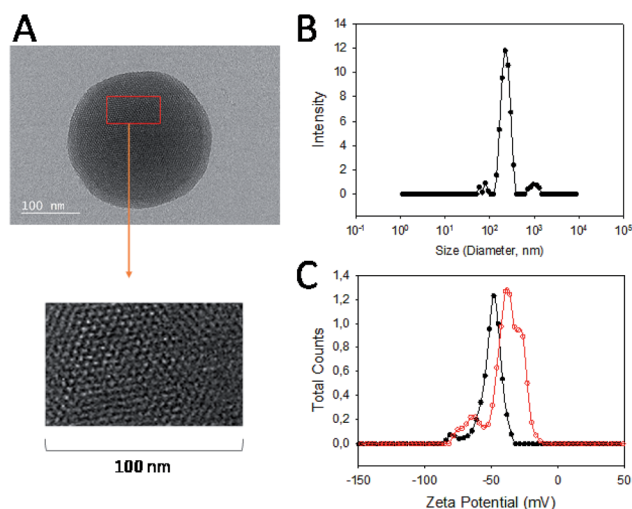 A
100 nm
100 nm
B
14
12
10
8
6
4
2
0
Intensity
10-1 100 101 102 103 104 105
Size (Diameter, nm)
C
1,4
1,2
1,0
0,8
0,6
0,4
0,2
0,0
Total Counts
-150 -100 -50 0 50
Zeta Potential (mV)